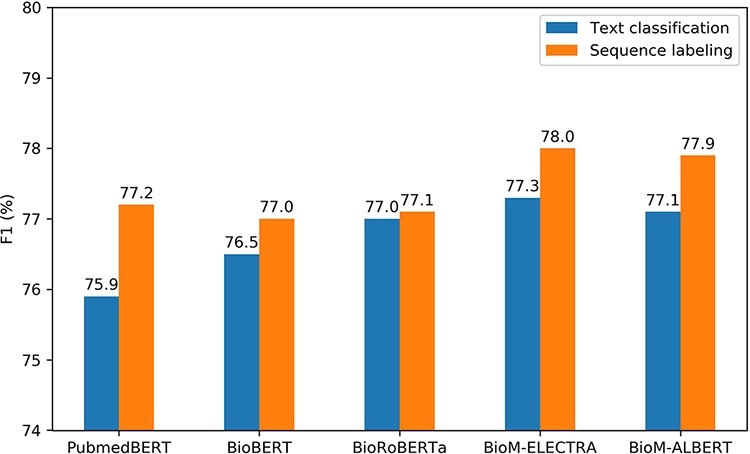 80
79
78
77
76
75
74
F1 (%)
Text classification
Sequence labeling
75.9
77.2
76.5
77.0
77.0
77.1
77.3
78.0
77.1
77.9
PubmedBERT
BioBERT
BioRoBERTa
BioM-ELECTRA
BioM-ALBERT